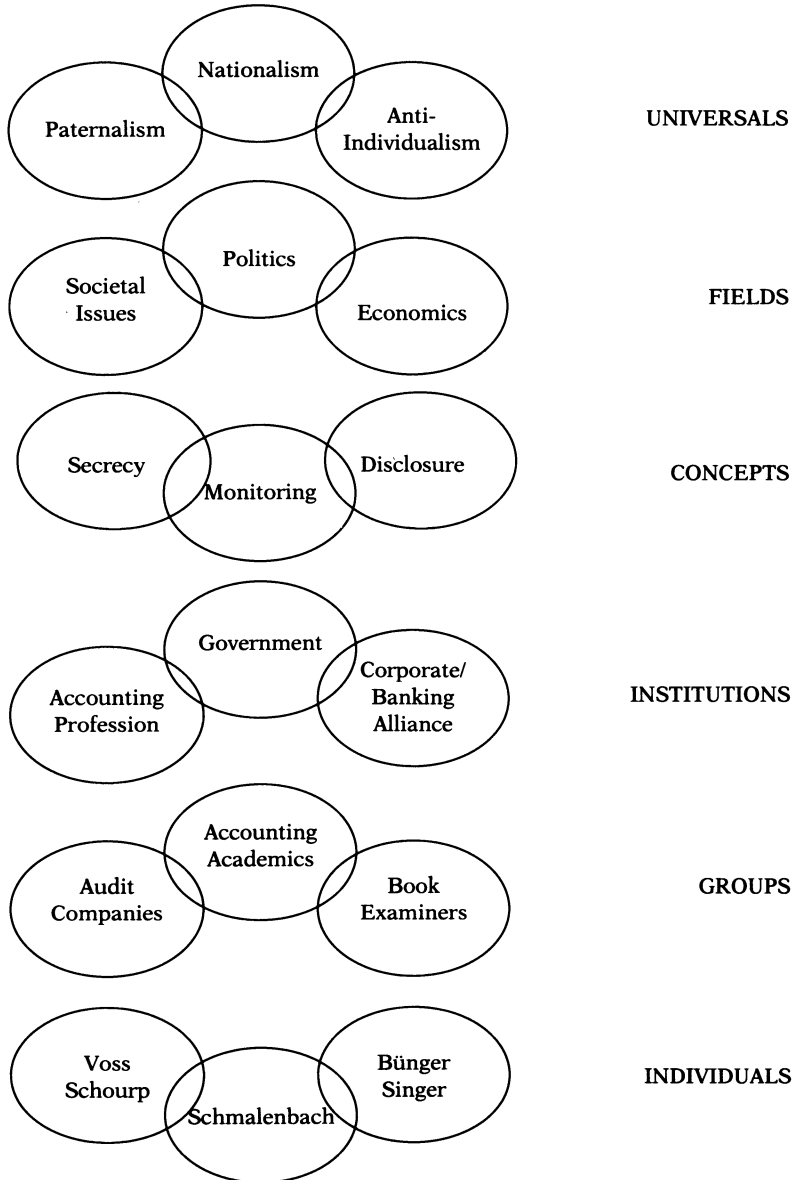 Nationalism
Paternalism
Anti-
Individualism
UNIVERSALS
Politics
Societal
Issues
Economics
FIELDS
Secrecy
Monitoring
Disclosure
CONCEPTS
Government
Accounting
Profession
Corporate/
Banking
Alliance
INSTITUTIONS
Accounting
Academics
Audit
Companies
Book
Examiners
GROUPS
Voss
Schourp
Schmalenbach
Bünger
Singer
INDIVIDUALS